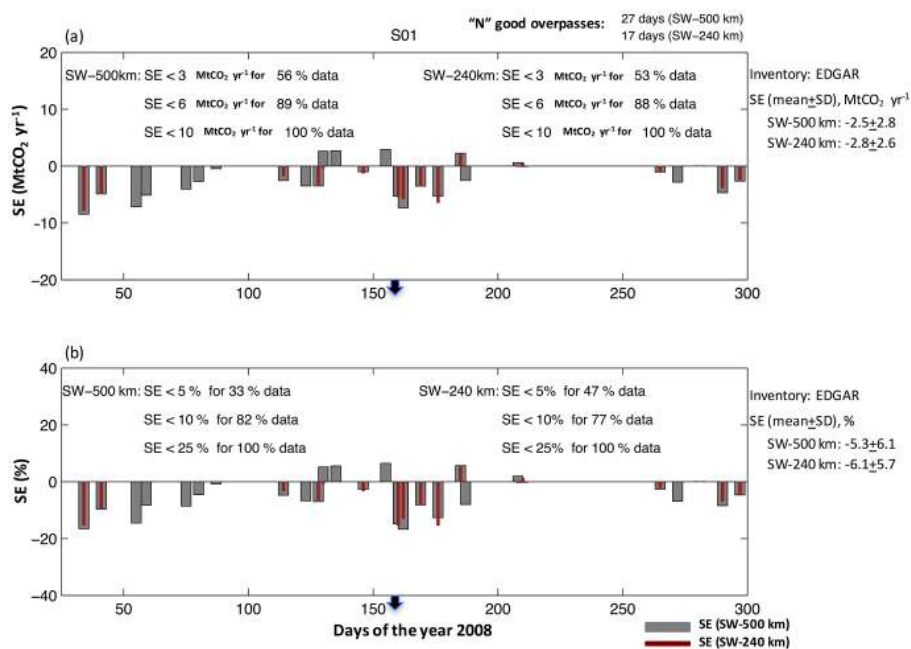 "N" good overpasses: 27 days (SW–500 km)
17 days (SW–240 km)
(a) S01
SW–500km: SE < 3 MtCO₂ yr⁻¹ for 56 % data
SE < 6 MtCO₂ yr⁻¹ for 89 % data
SE < 10 MtCO₂ yr⁻¹ for 100 % data
SW–240km: SE < 3 MtCO₂ yr⁻¹ for 53 % data
SE < 6 MtCO₂ yr⁻¹ for 88 % data
SE < 10 MtCO₂ yr⁻¹ for 100 % data
Inventory: EDGAR
SE (mean±SD), MtCO₂ yr⁻¹
SW-500 km: -2.5±2.8
SW-240 km: -2.8±2.6
SE (MtCO₂ yr⁻¹)
20
10
0
−10
−20
50 100 150 200 250 300
(b)
SW–500 km: SE < 5 % for 33 % data
SE < 10 % for 82 % data
SE < 25 % for 100 % data
SW–240 km: SE < 5% for 47 % data
SE < 10% for 77 % data
SE < 25% for 100 % data
Inventory: EDGAR
SE (mean±SD), %
SW-500 km: -5.3±6.1
SW-240 km: -6.1±5.7
SE (%)
40
20
0
−20
−40
50 100 150 200 250 300
Days of the year 2008
SE (SW-500 km)
SE (SW-240 km)